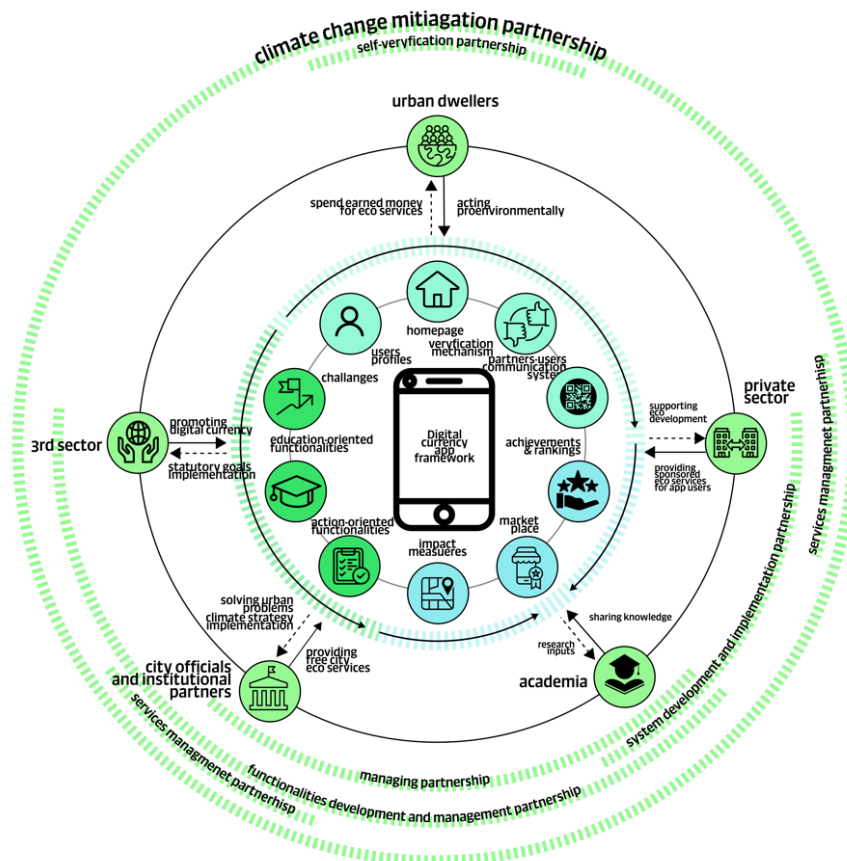 climate change mitiagation partnership
self-veryfication partnership
urban dwellers
spend earned money
for eco services
acting
proenvironmentally
homepage
users
profiles
veryfication
mechanism
partners-users
communication
system
challanges
private
sector
3rd sector
promoting
digital currency
statutory goals
implementation
education-oriented
functionalities
Digital
currency
app
framework
achievements
& rankings
supporting
eco
development
providing
sponsored
eco services
for app users
services managmenet partnerhisp
action-oriented
functionalities
impact
measueres
market
place
solving urban
problems
climate strategy
implementation
providing
free city
eco services
sharing knowledge
research
inputs
city officials
and institutional
partners
academia
system development and implementation partnership
managing partnership
functionalities development and management partnership
services managmenet partnerhisp